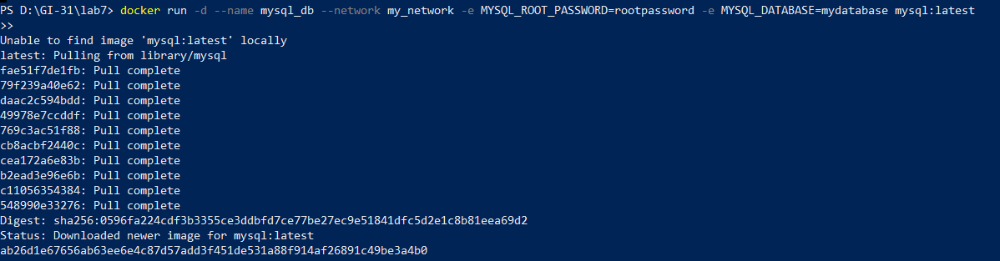 PS D:\GI-31\lab7> docker run -d --name mysql_db --network my_network -e MYSQL_ROOT_PASSWORD=rootpassword -e MYSQL_DATABASE=mydatabase mysql:latest
>>
Unable to find image 'mysql:latest' locally
latest: Pulling from library/mysql
fae51f7de1fb: Pull complete
79f239a40e62: Pull complete
daac2c594bdd: Pull complete
49978e7ccddf: Pull complete
769c3ac51f88: Pull complete
cb8acbf2440c: Pull complete
cea172a6e83b: Pull complete
b2ead3e96e6b: Pull complete
c11056354384: Pull complete
548990e33276: Pull complete
Digest: sha256:0596fa224cdf3b3355ce3ddbfd7ce77be27ec9e51841dfc5d2e1c8b81eea69d2
Status: Downloaded newer image for mysql:latest
ab26d1e67656ab63ee6e4c87d57add3f451de531a88f914af26891c49be3a4b0